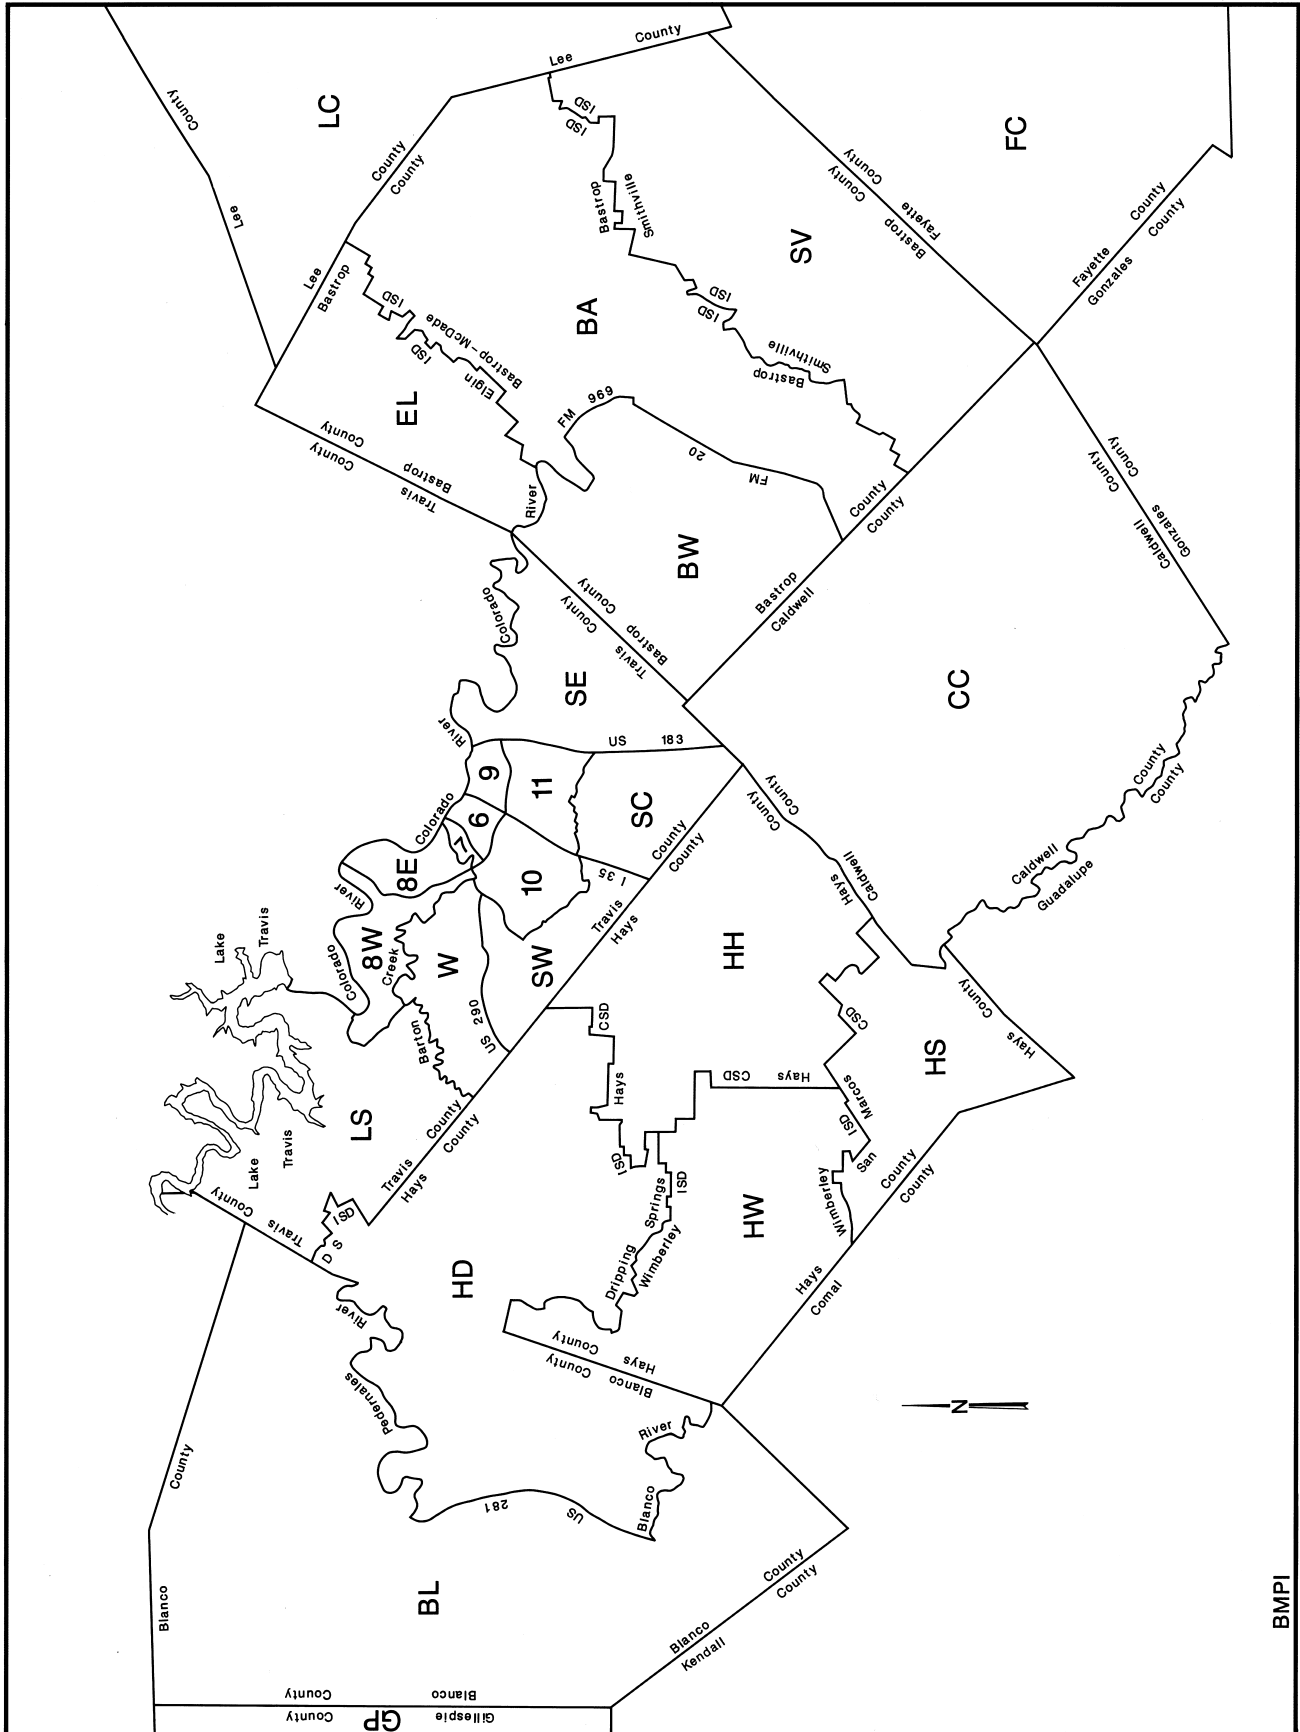 County
Lee
LC
Lee
County
County
County
Lee
Bastrop
ISD
ISD
Bastrop
Smithville
FC
County
County
Fayette
Bastrop
Fayette
County
Gonzales
County
SV
BA
ISD
ISD
Smithville
Bastrop
ISD
Bastrop-McDade
ISD
Elgin
EL
County
County
Bastrop
Travis
FM 969
20
FM
River
BW
County
County
Bastrop
Caldwell
County
County
Caldwell
Gonzales
County
County
Bastrop
Travis
Colorado
River
SE
US 183
CC
9
11
6
7
10
SC
I 35
County
County
Travis
Hays
County
County
Caldwell
Hays
County
County
Caldwell
Guadalupe
Colorado
River
8E
8W
Colorado
Creek
Barton
W
SW
US 290
Lake
Travis
LS
Lake
Travis
County
County
Travis
Hays
HH
CSD
Hays
ISD
CSD
Hays
CSD
Marcos
ISD
San
Wimberley
HS
County
Hays
County
County
Hays
Comal
HW
Springs
ISD
Dripping
Wimberley
HD
D S ISD
County
Travis
River
Pedernales
County
County
Hays
Blanco
River
Blanco
281
US
BL
County
Blanco
County
County
Blanco
Kendall
Blanco
County
Gillespie
County
GP
N
BMPI